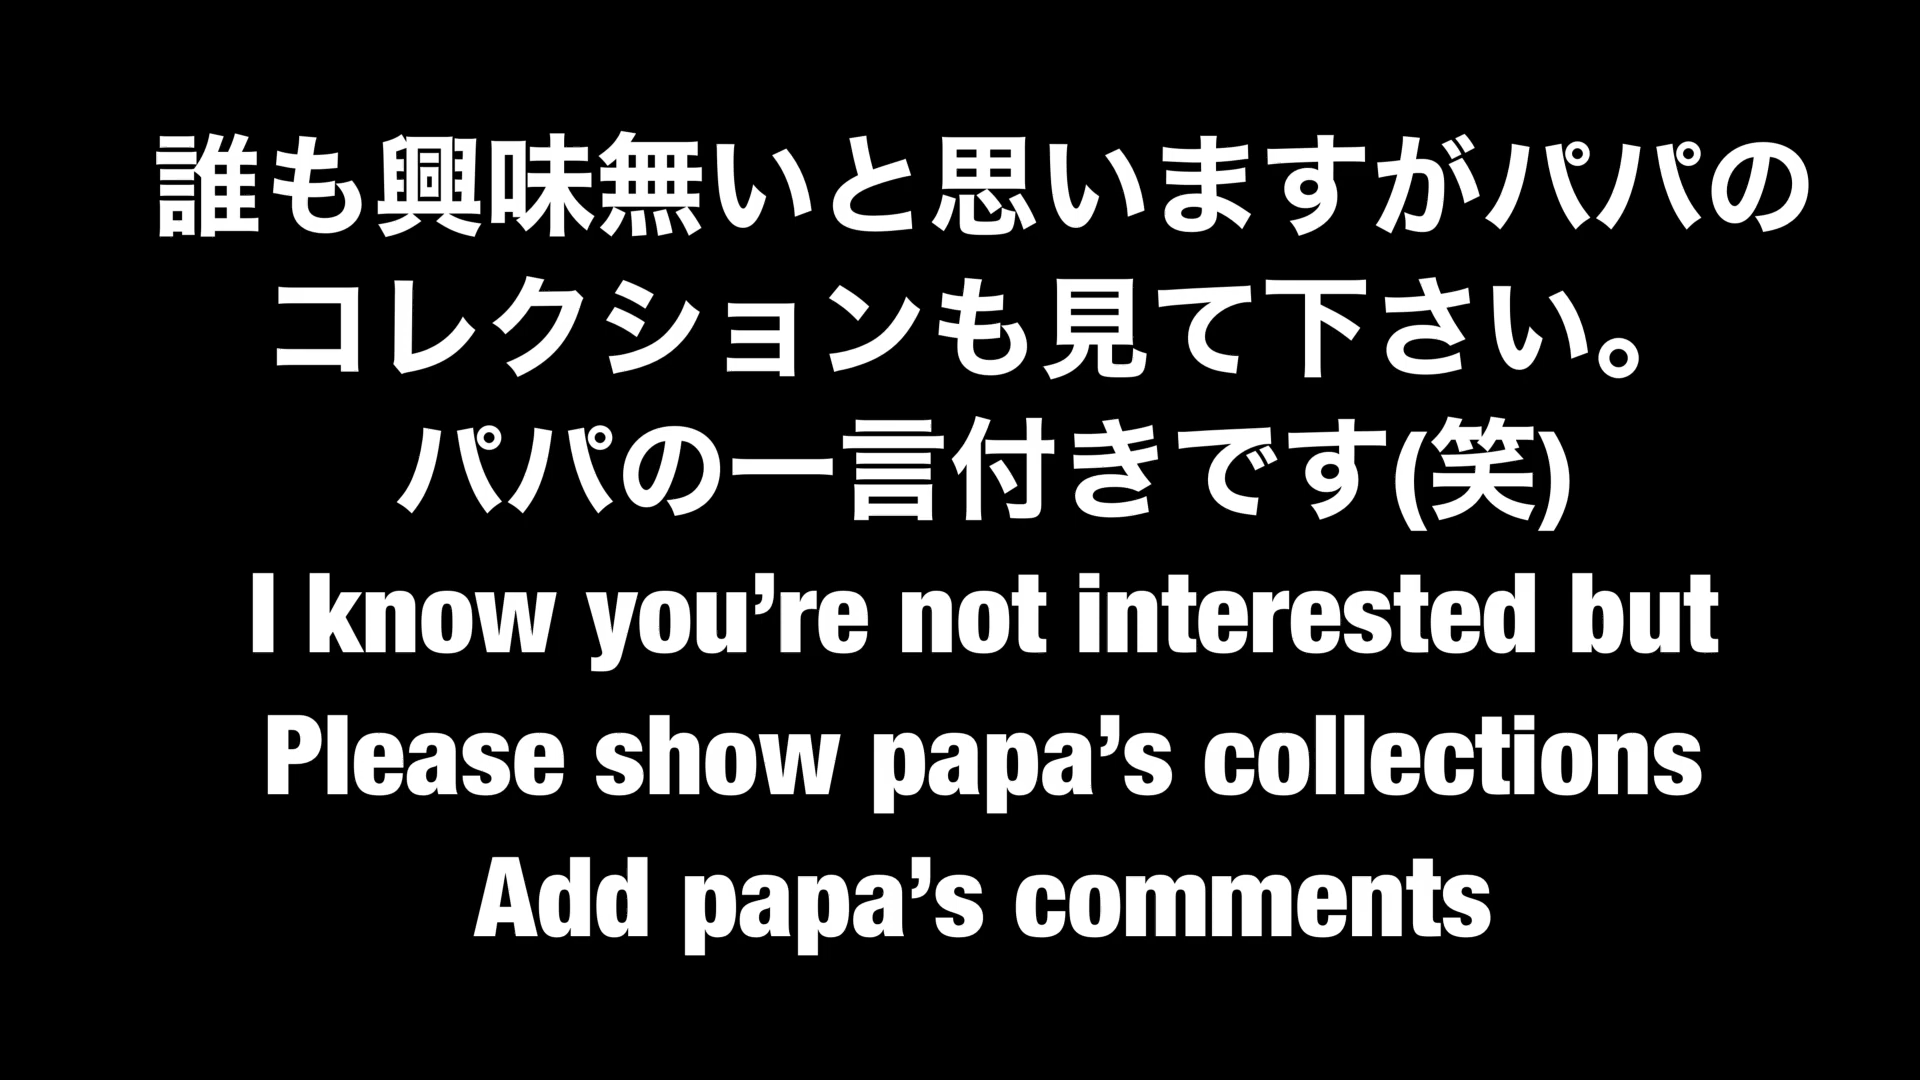 誰も興味無いと思いますがパパの
コレクションも見て下さい。
パパの一言付きです(笑)
I know you’re not interested but
Please show papa’s collections
Add papa’s comments